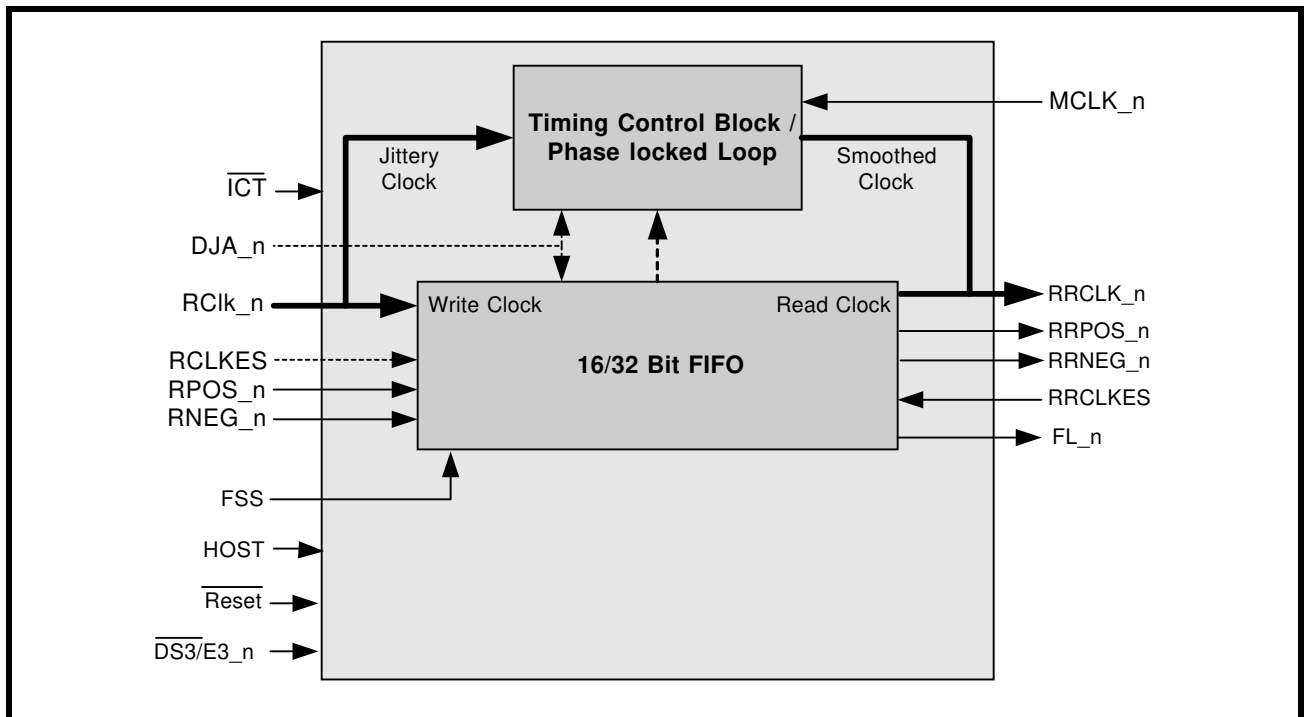 Timing Control Block /
Phase locked Loop
MCLK_n
Jittery
Clock
Smoothed
Clock
ICT
DJA_n
RClk_n
Write Clock
Read Clock
RRCLK_n
RRPOS_n
RCLKES
16/32 Bit FIFO
RRNEG_n
RPOS_n
RRCLKES
RNEG_n
FL_n
FSS
HOST
Reset
DS3/E3_n